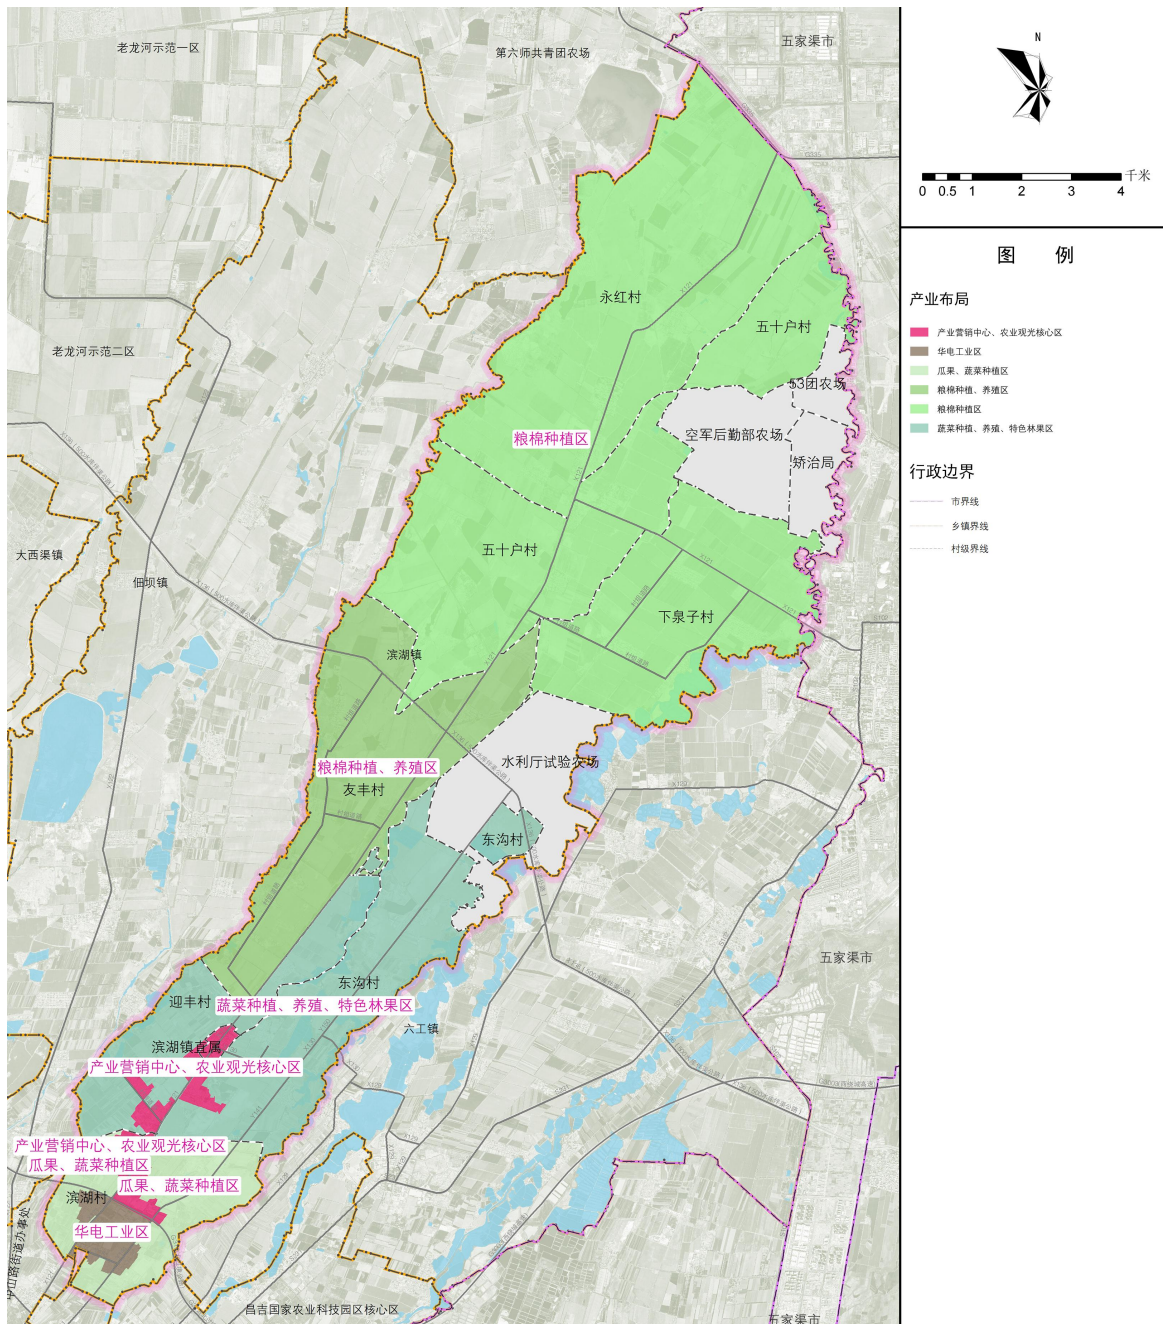 老龙河示范一区
第六师共青团农场
五家渠市
N
千米
0 0.5 1 2 3 4
图 例
产业布局
产业营销中心、农业观光核心区
华电工业区
瓜果、蔬菜种植区
粮棉种植、养殖区
粮棉种植区
蔬菜种植、养殖、特色林果区
行政边界
市界线
乡镇界线
村级界线
永红村
五十户村
老龙河示范二区
53团农场
空军后勤部农场
粮棉种植区
矫治局
大西渠镇
五十户村
佃坝镇
下泉子村
滨湖镇
水利厅试验农场
粮棉种植、养殖区
友丰村
东沟村
五家渠市
东沟村
迎丰村
蔬菜种植、养殖、特色林果区
六工镇
滨湖镇直属
产业营销中心、农业观光核心区
产业营销中心、农业观光核心区
瓜果、蔬菜种植区
瓜果、蔬菜种植区
滨湖村
华电工业区
中山路街道办事处
昌吉国家农业科技园区核心区
五家渠市